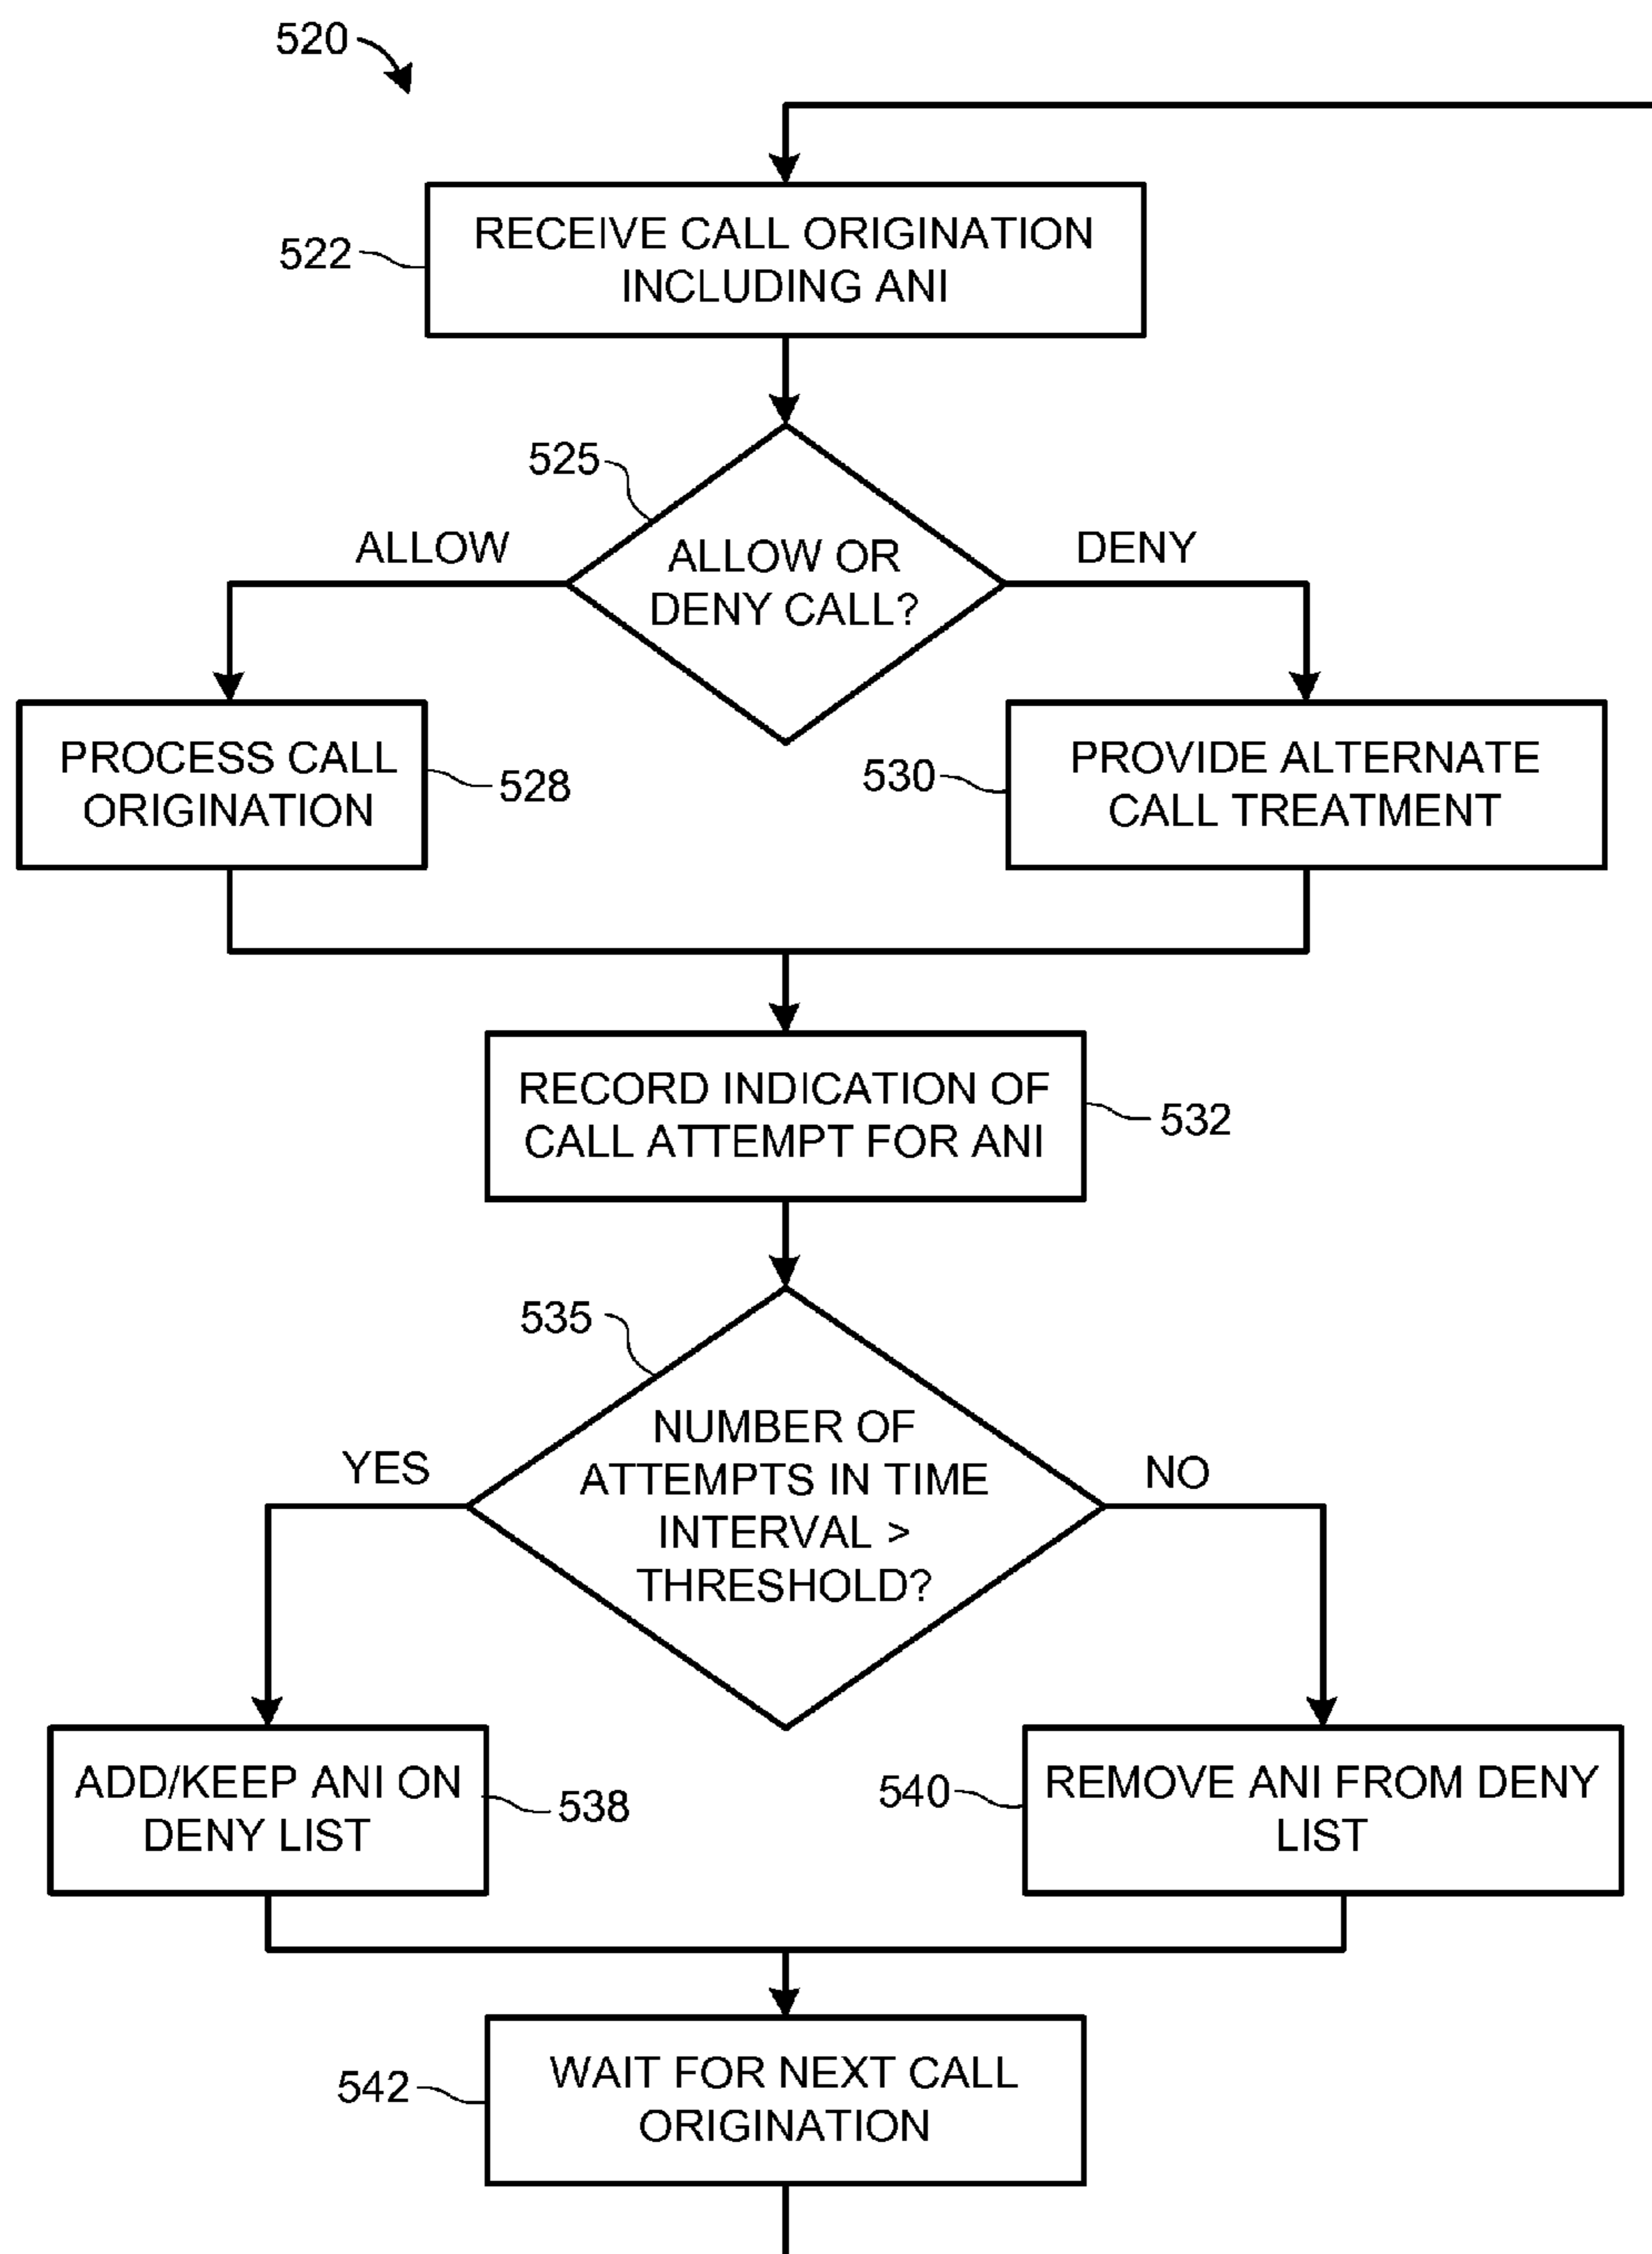 520
522
RECEIVE CALL ORIGINATION
INCLUDING ANI
525
ALLOW
ALLOW OR
DENY CALL?
DENY
PROCESS CALL
ORIGINATION
528
530
PROVIDE ALTERNATE
CALL TREATMENT
RECORD INDICATION OF
CALL ATTEMPT FOR ANI
532
535
YES
NUMBER OF
ATTEMPTS IN TIME
INTERVAL >
THRESHOLD?
NO
ADD/KEEP ANI ON
DENY LIST
538
540
REMOVE ANI FROM DENY
LIST
542
WAIT FOR NEXT CALL
ORIGINATION